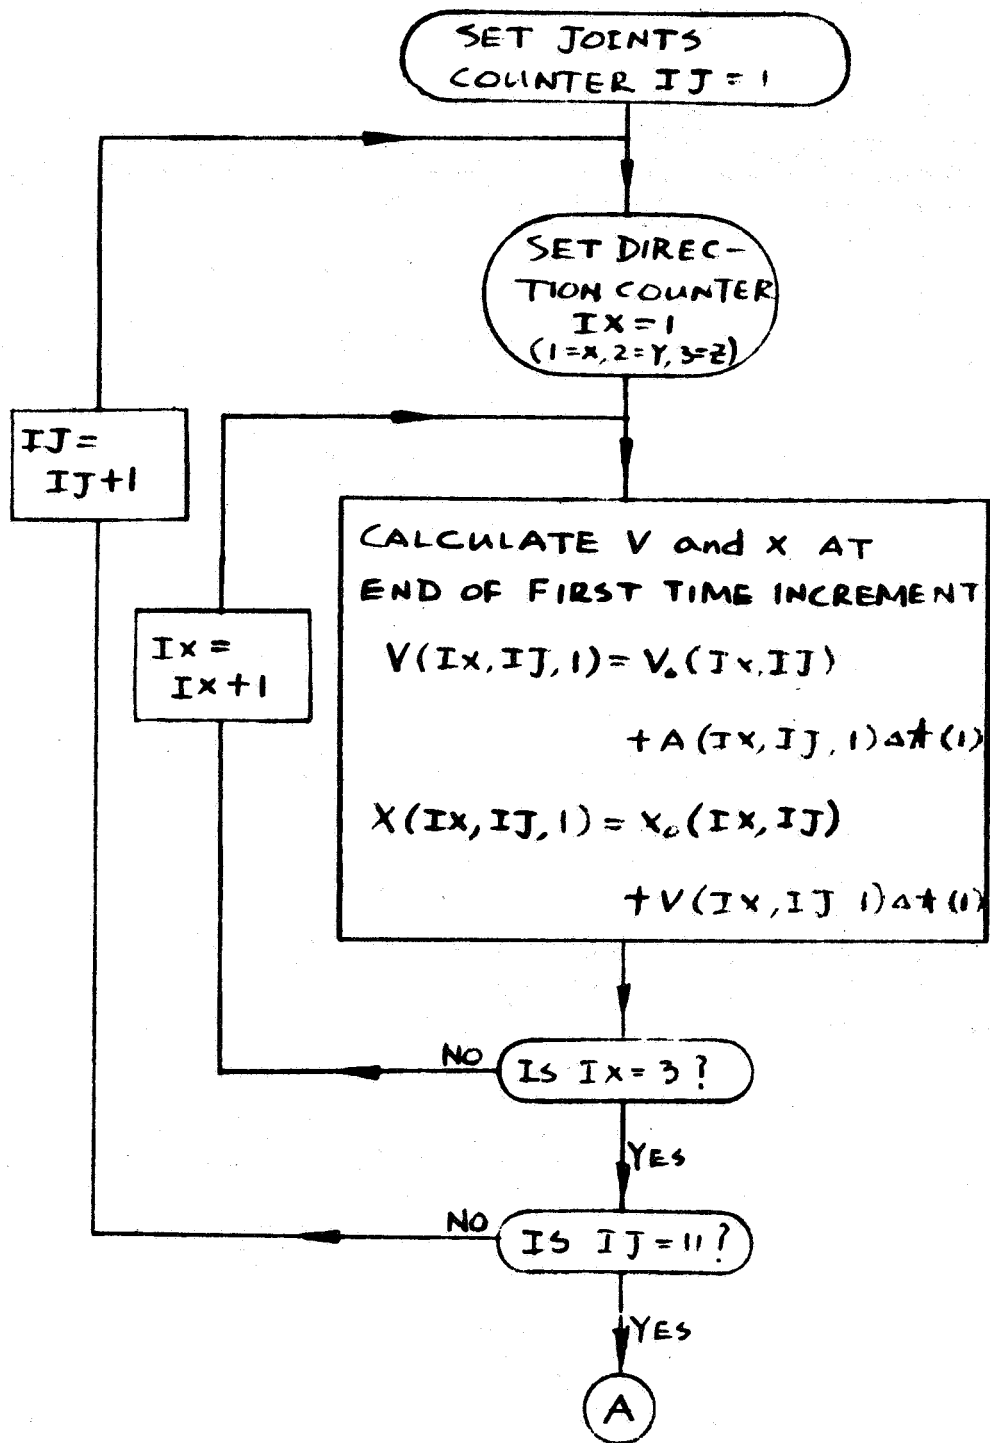 SET JOINTS
COUNTER IJ = 1
SET DIREC-
TION COUNTER
IX = 1
(1=X, 2=Y, 3=Z)
IJ =
IJ+1
CALCULATE V and X AT
END OF FIRST TIME INCREMENT
V(IX, IJ, 1) = V₀(IX, IJ)
+ A(IX, IJ, 1)Δt(1)
X(IX, IJ, 1) = X₀(IX, IJ)
+ V(IX, IJ 1)Δt(1)
IX =
IX+1
NO
IS IX = 3 ?
YES
NO
IS IJ = 11 ?
YES
A